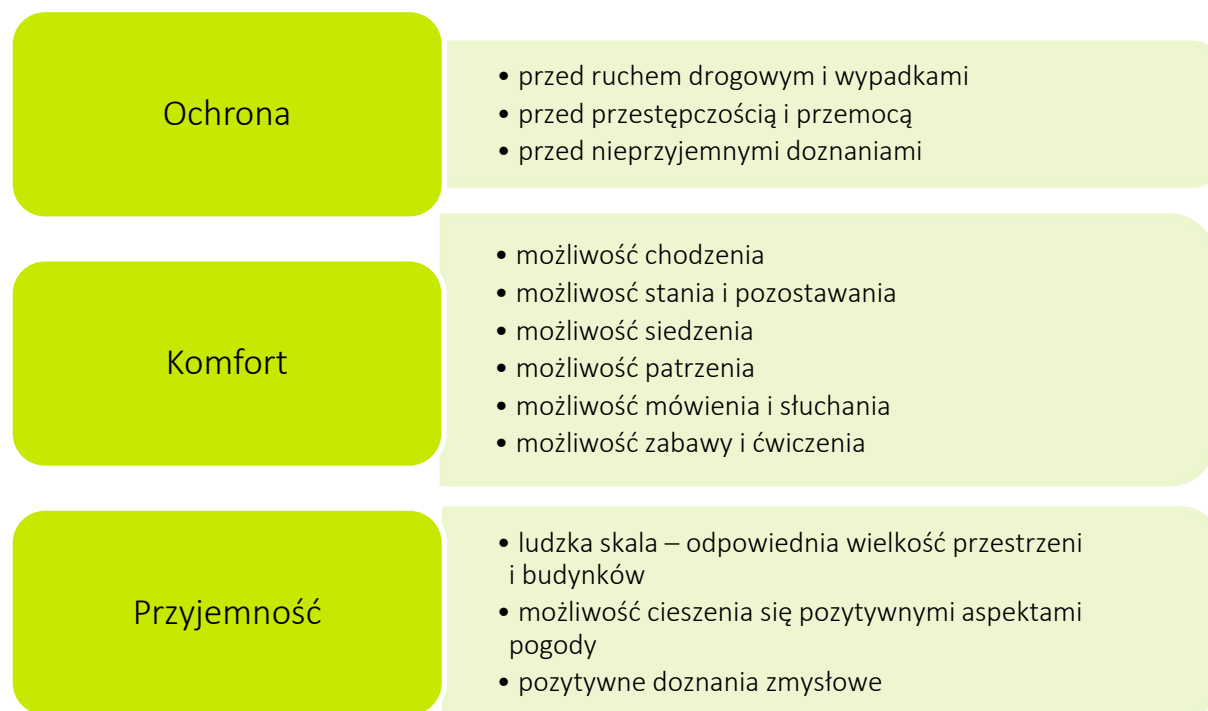 Ochrona
• przed ruchem drogowym i wypadkami
• przed przestępczością i przemocą
• przed nieprzyjemnymi doznaniami
Komfort
• możliwość chodzenia
• możliwosć stania i pozostawania
• możliwość siedzenia
• możliwość patrzenia
• możliwość mówienia i słuchania
• możliwość zabawy i ćwiczenia
Przyjemność
• ludzka skala – odpowiednia wielkość przestrzeni
i budynków
• możliwość cieszenia się pozytywnymi aspektami
pogody
• pozytywne doznania zmysłowe